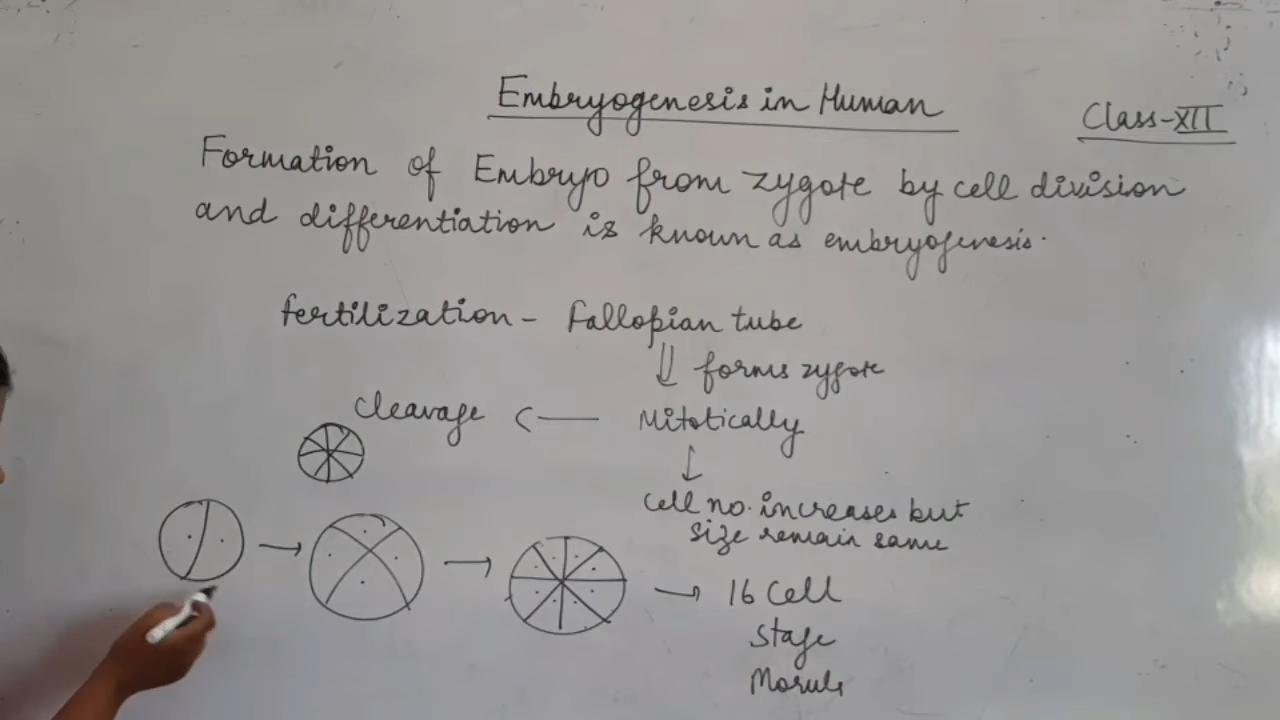 Embryogenesis in Human
Class-XII
Formation of Embryo from zygote by cell division
and differentiation is known as embryogenesis.
fertilization - Fallopian tube
forms zygote
Cleavage
Mitotically
Cell no. increases but
size remain same
16 Cell
Stage
Morula